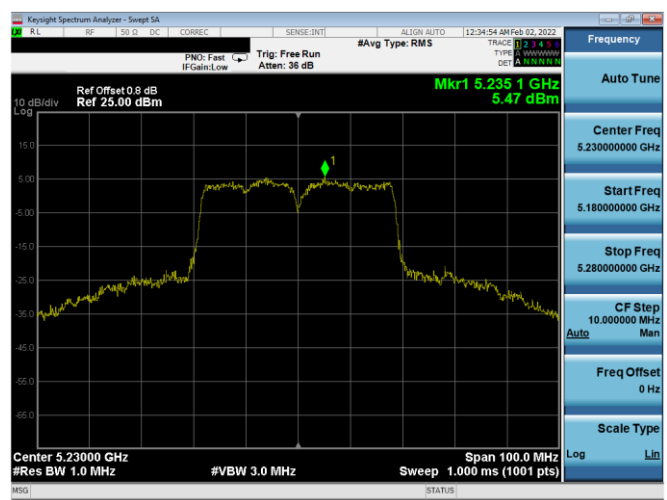 Keysight Spectrum Analyzer - Swept SA
LXI RL RF 50 Ω DC CORREC SENSE:INT ALIGN AUTO 12:34:54 AM Feb 02, 2022
#Avg Type: RMS
TRACE 1 2 3 4 5 6
TYPE A WWWWW
DET A N N N N N
PNO: Fast
IFGain:Low
Trig: Free Run
Atten: 36 dB
Mkr1 5.235 1 GHz
5.47 dBm
Ref Offset 0.8 dB
10 dB/div Ref 25.00 dBm
Log
15.0
5.00
-5.00
-15.0
-25.0
-35.0
-45.0
-55.0
-65.0
1
Center 5.23000 GHz Span 100.0 MHz
#Res BW 1.0 MHz #VBW 3.0 MHz Sweep 1.000 ms (1001 pts)
MSG STATUS
Frequency
Auto Tune
Center Freq
5.230000000 GHz
Start Freq
5.180000000 GHz
Stop Freq
5.280000000 GHz
CF Step
10.000000 MHz
Auto Man
Freq Offset
0 Hz
Scale Type
Log Lin